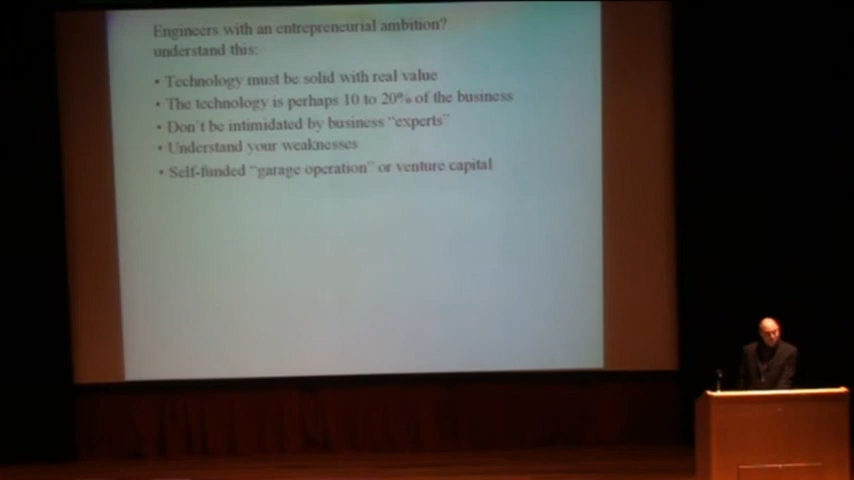 Engineers with an entrepreneurial ambition?
understand this:
• Technology must be solid with real value
• The technology is perhaps 10 to 20% of the business
• Don't be intimidated by business "experts"
• Understand your weaknesses
• Self-funded "garage operation" or venture capital